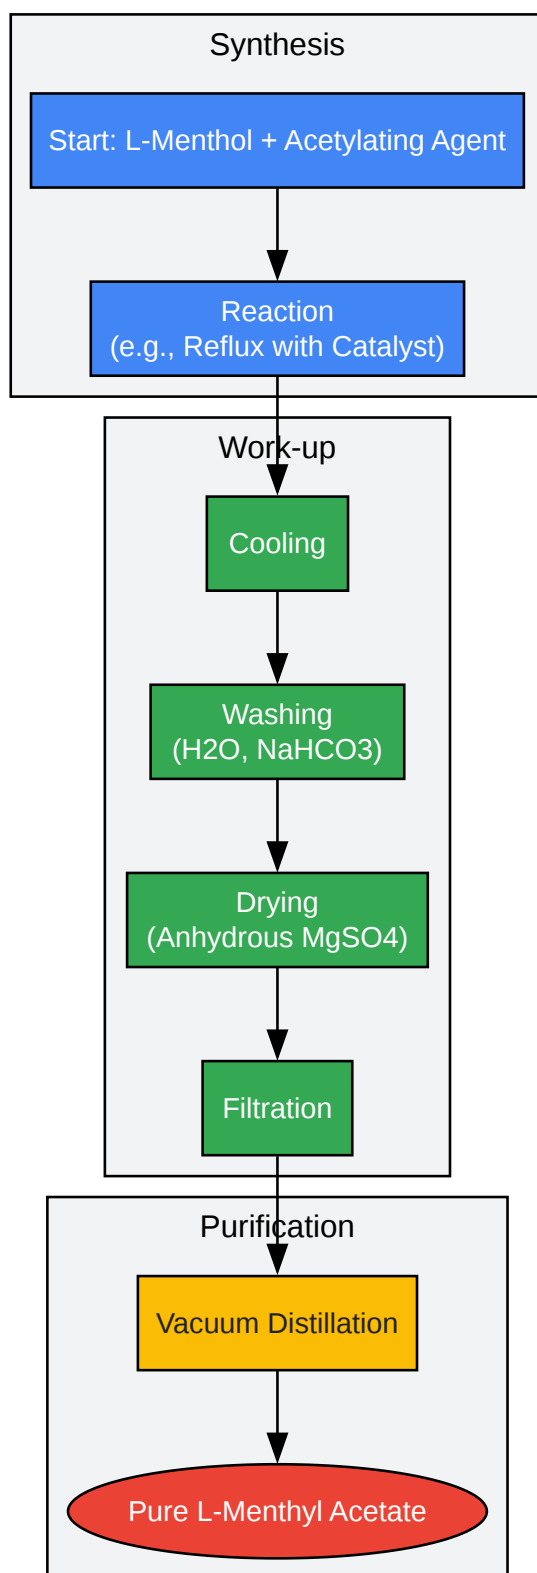 Synthesis
Start: L-Menthol + Acetylating Agent
Reaction
(e.g., Reflux with Catalyst)
Work-up
Cooling
Washing
(H2O, NaHCO3)
Drying
(Anhydrous MgSO4)
Filtration
Purification
Vacuum Distillation
Pure L-Menthyl Acetate